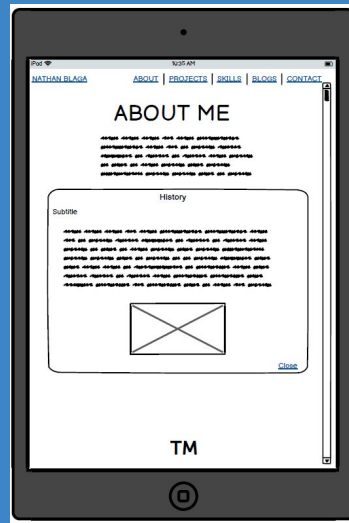 iPad 10:35 AM
NATHAN BLAGA ABOUT PROJECTS SKILLS BLOGS CONTACT
ABOUT ME
History
Subtitle
Close
TM